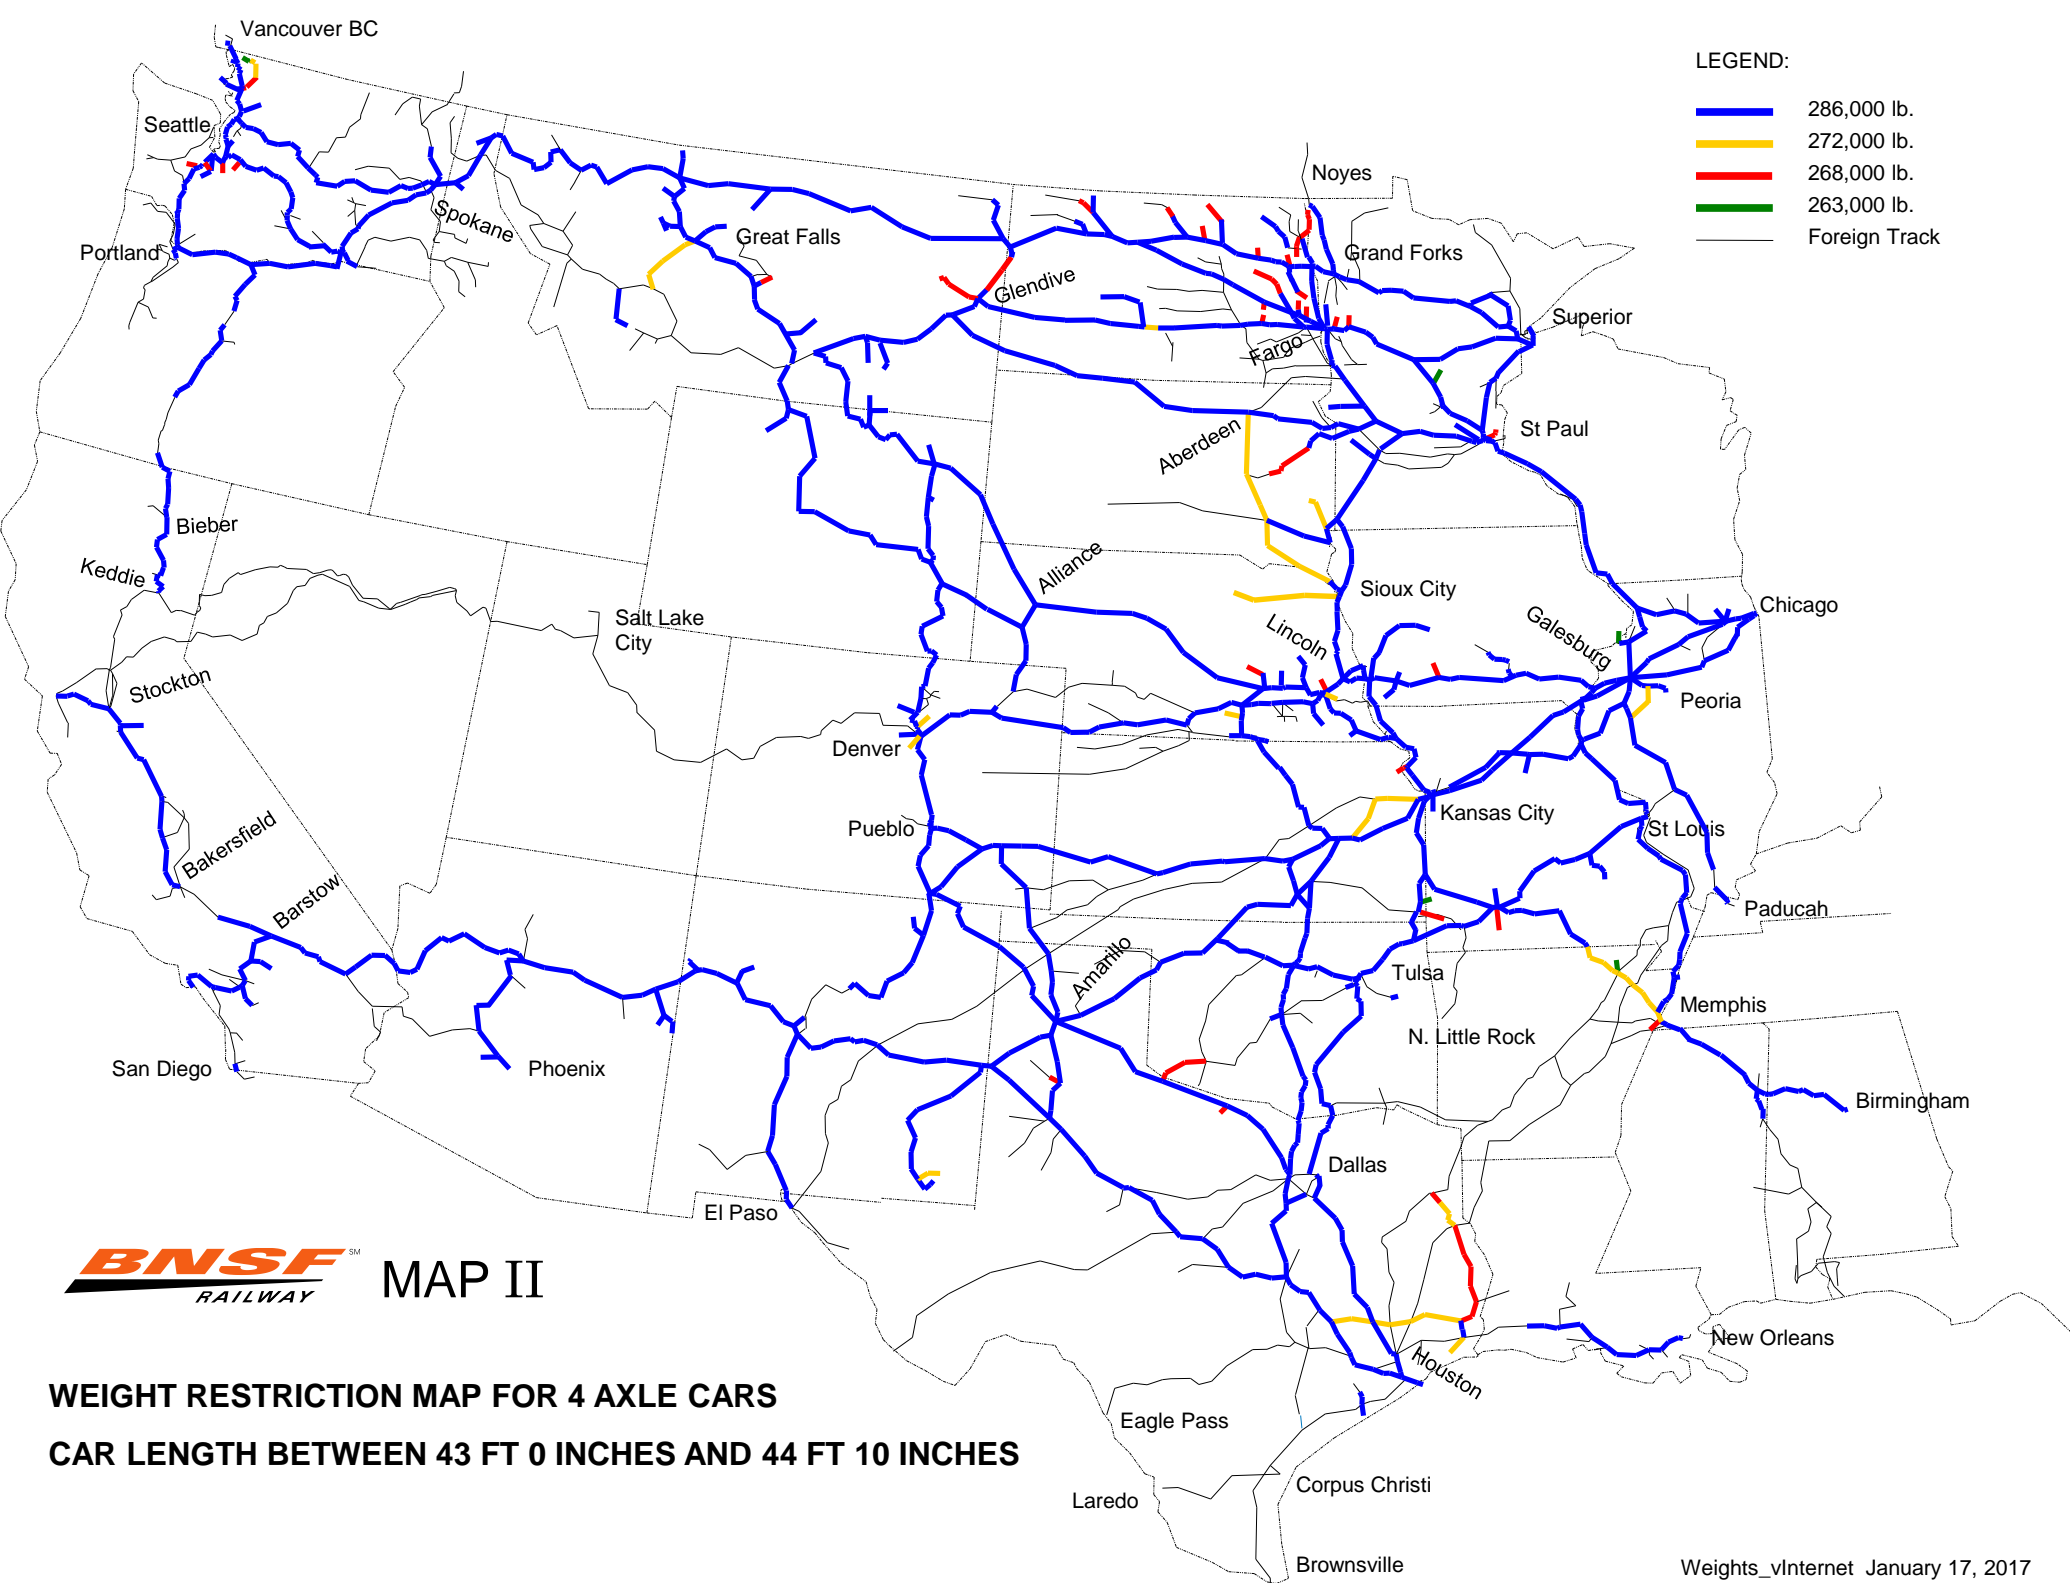 Vancouver BC
LEGEND:
286,000 lb.
272,000 lb.
268,000 lb.
263,000 lb.
Foreign Track
Seattle
Noyes
Spokane
Great Falls
Portland
Grand Forks
Glendive
Superior
Fargo
Aberdeen
St Paul
Bieber
Keddie
Alliance
Sioux City
Salt Lake
City
Lincoln
Galesburg
Chicago
Stockton
Peoria
Denver
Pueblo
Kansas City
St Louis
Bakersfield
Barstow
Paducah
Amarillo
Tulsa
Memphis
N. Little Rock
San Diego
Phoenix
Birmingham
Dallas
El Paso
BNSF SM
RAILWAY
MAP II
New Orleans
Houston
WEIGHT RESTRICTION MAP FOR 4 AXLE CARS
Eagle Pass
CAR LENGTH BETWEEN 43 FT 0 INCHES AND 44 FT 10 INCHES
Corpus Christi
Laredo
Brownsville
Weights_vInternet January 17, 2017